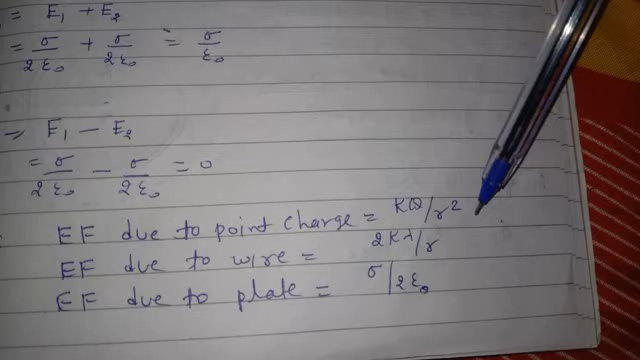 = E₁ + E₂
= σ/2ε₀ + σ/2ε₀ = σ/ε₀
= E₁ - E₂
= σ/2ε₀ - σ/2ε₀ = 0
EF due to point charge = KQ/r²
EF due to wire = 2Kλ/r
EF due to plate = σ/2ε₀